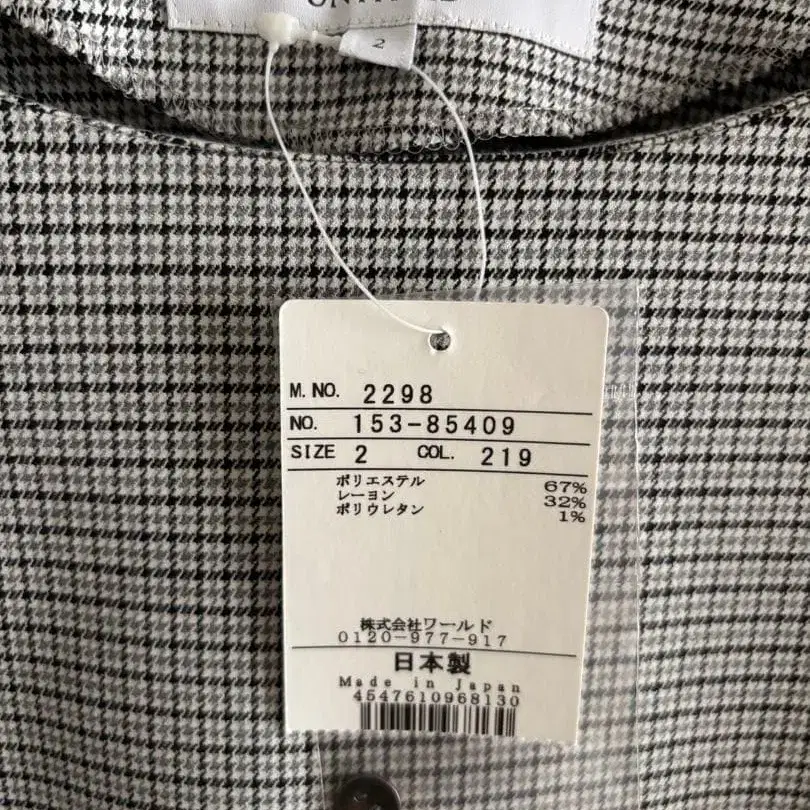 2
M. NO. 2298
NO. 153-85409
SIZE 2 COL. 219
ポリエステル 67%
レーヨン 32%
ポリウレタン 1%
株式会社ワールド
0120-977-917
日本製
Made in Japan
4547610968130